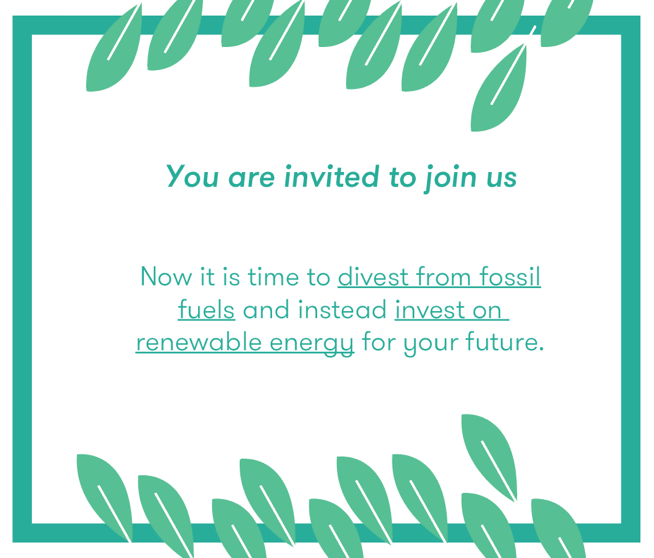 You are invited to join us
Now it is time to divest from fossil
fuels and instead invest on
renewable energy for your future.